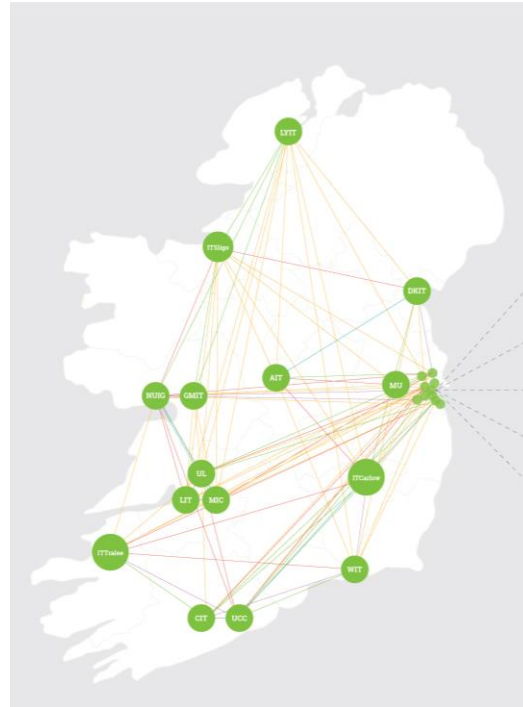 LYIT
ITSligo
DKIT
AIT
MU
NUIG
GMIT
UL
ITCarlow
LIT
MIC
ITTralee
WIT
CIT
UCC